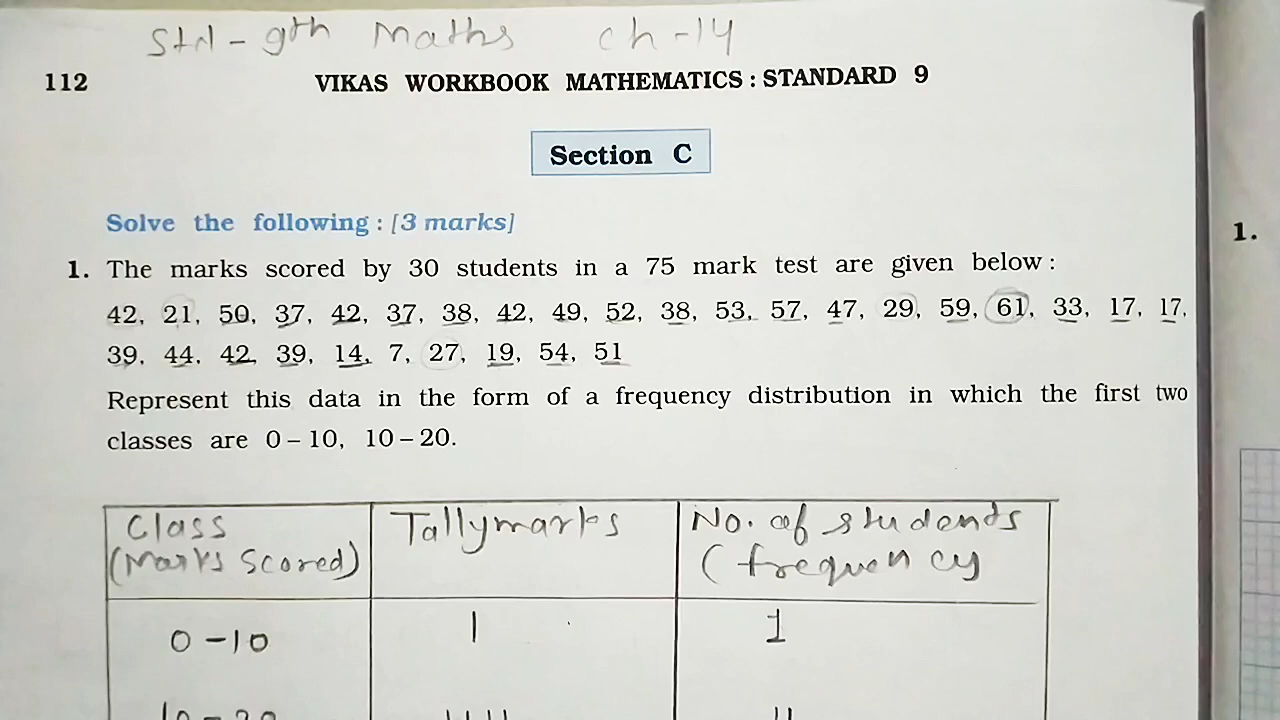 Std - 9th Maths Ch-14
112 VIKAS WORKBOOK MATHEMATICS : STANDARD 9
Section C
Solve the following : [3 marks]
1. The marks scored by 30 students in a 75 mark test are given below :
42, 21, 50, 37, 42, 37, 38, 42, 49, 52, 38, 53, 57, 47, 29, 59, 61, 33, 17, 17,
39, 44, 42, 39, 14, 7, 27, 19, 54, 51
Represent this data in the form of a frequency distribution in which the first two
classes are 0 – 10, 10 – 20.
Class Tallymarks No. of students
(Marks Scored) (frequency
0 - 10 | 1
10 - 20 ||||
1.